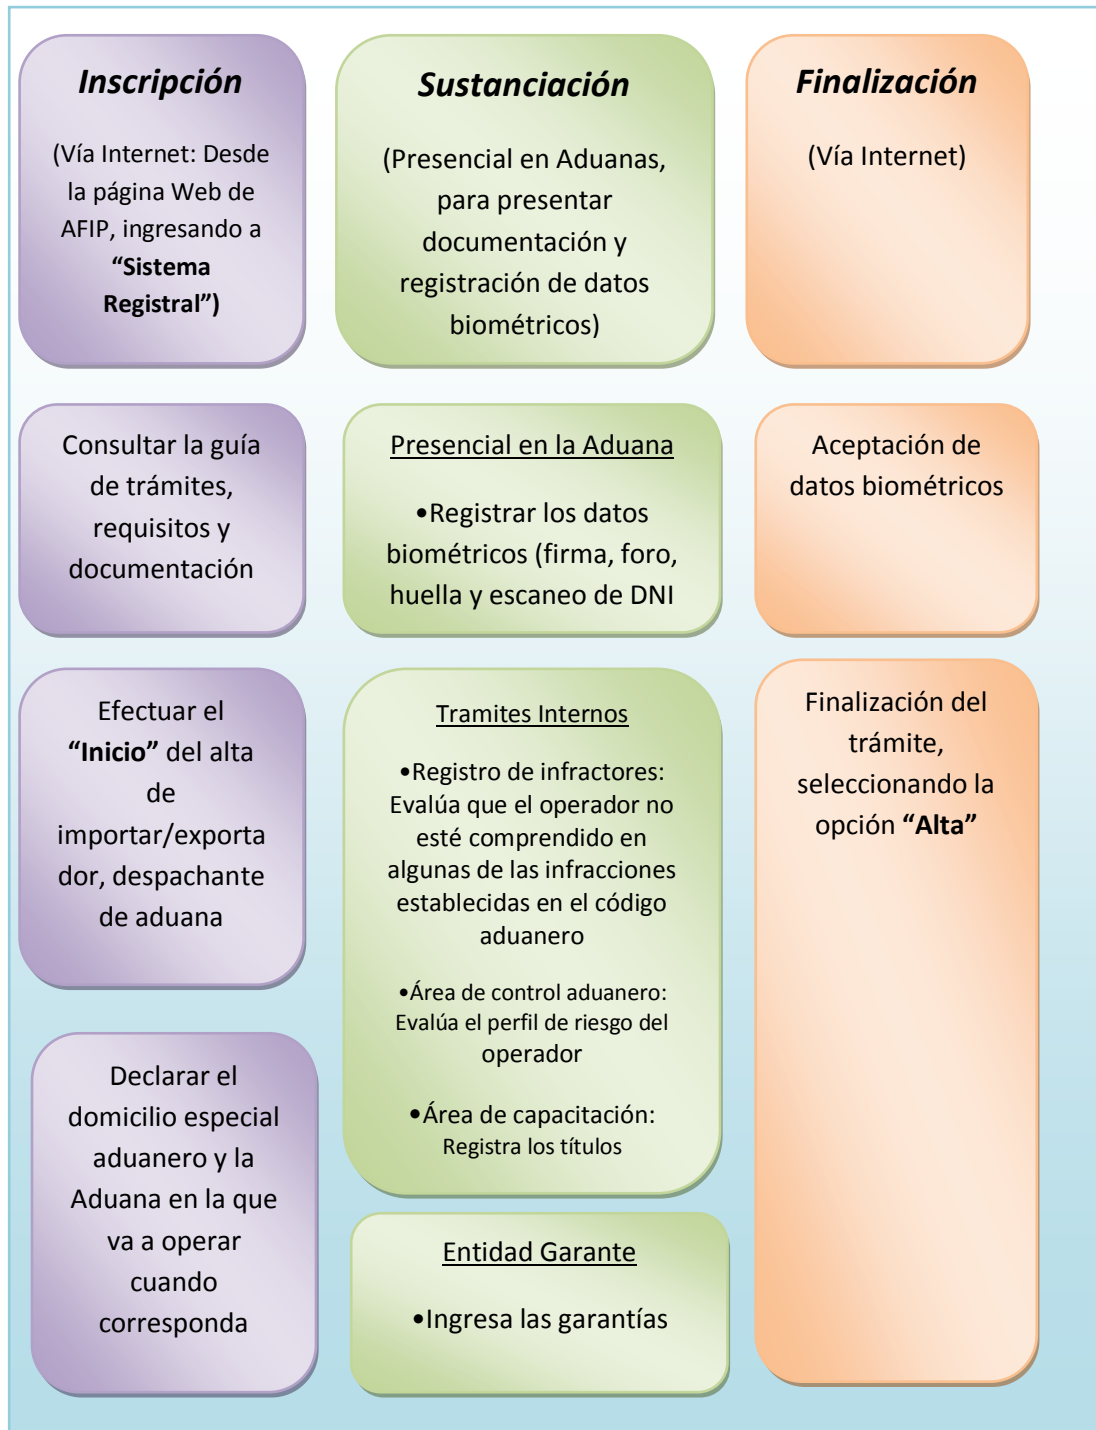 Inscripción
(Vía Internet: Desde
la página Web de
AFIP, ingresando a
“Sistema
Registral”)
Consultar la guía
de trámites,
requisitos y
documentación
Efectuar el
“Inicio” del alta
de
importar/exporta
dor, despachante
de aduana
Declarar el
domicilio especial
aduanero y la
Aduana en la que
va a operar
cuando
corresponda
Sustanciación
(Presencial en Aduanas,
para presentar
documentación y
registración de datos
biométricos)
Presencial en la Aduana
•Registrar los datos
biométricos (firma, foro,
huella y escaneo de DNI
Tramites Internos
•Registro de infractores:
Evalúa que el operador no
esté comprendido en
algunas de las infracciones
establecidas en el código
aduanero
•Área de control aduanero:
Evalúa el perfil de riesgo del
operador
•Área de capacitación:
Registra los títulos
Entidad Garante
•Ingresa las garantías
Finalización
(Vía Internet)
Aceptación de
datos biométricos
Finalización del
trámite,
seleccionando la
opción “Alta”